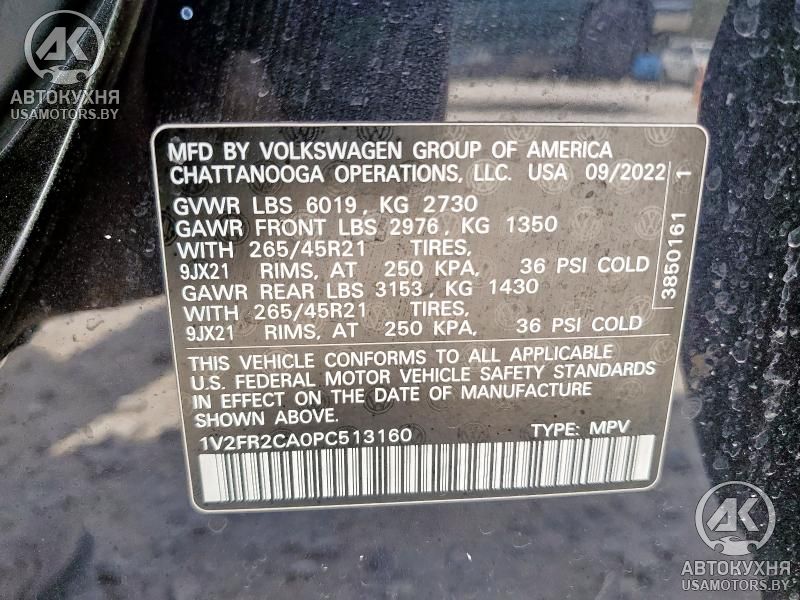 AK
АВТОКУХНЯ
USAMOTORS.BY
MFD BY VOLKSWAGEN GROUP OF AMERICA
CHATTANOOGA OPERATIONS, LLC. USA 09/2022
GVWR LBS 6019, KG 2730
GAWR FRONT LBS 2976, KG 1350
WITH 265/45R21 TIRES,
9JX21 RIMS, AT 250 KPA, 36 PSI COLD
GAWR REAR LBS 3153, KG 1430
WITH 265/45R21 TIRES,
9JX21 RIMS, AT 250 KPA, 36 PSI COLD
THIS VEHICLE CONFORMS TO ALL APPLICABLE
U.S. FEDERAL MOTOR VEHICLE SAFETY STANDARDS
IN EFFECT ON THE DATE OF MANUFACTURE
SHOWN ABOVE.
1V2FR2CA0PC513160 TYPE: MPV
3850161 1
AK
АВТОКУХНЯ
USAMOTORS.BY